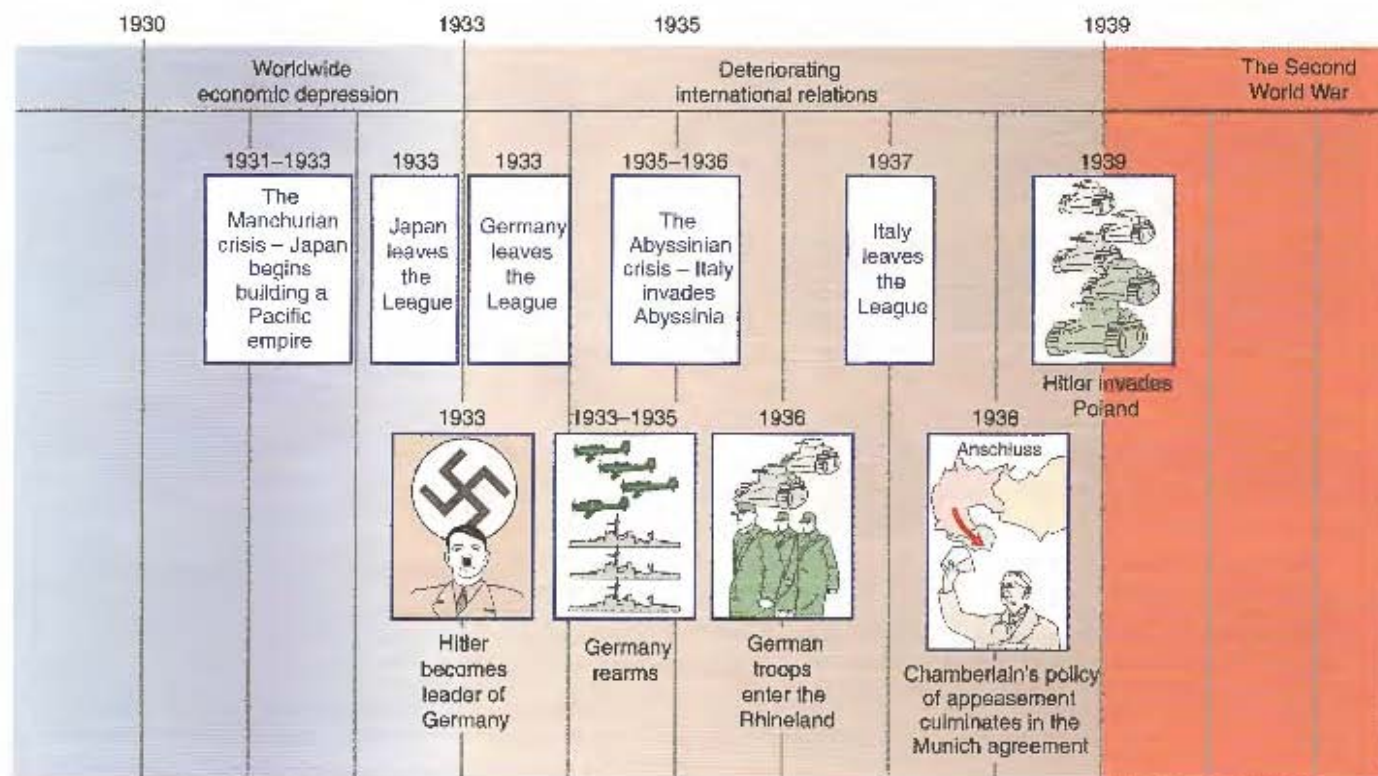 1930
1933
1935
1939
Worldwide
economic depression
Deteriorating
international relations
The Second
World War
1931–1933
The
Manchurian
crisis – Japan
begins
building a
Pacific
empire
1933
Japan
leaves
the
League
1933
Germany
leaves
the
League
1935–1936
The
Abyssinian
crisis – Italy
invades
Abyssinia
1937
Italy
leaves
the
League
1939
Hitler invades
Poland
1933
Hitler
becomes
leader of
Germany
1933–1935
Germany
rearms
1936
German
troops
enter the
Rhineland
1938
Anschluss
Chamberlain's policy
of appeasement
culminates in the
Munich agreement